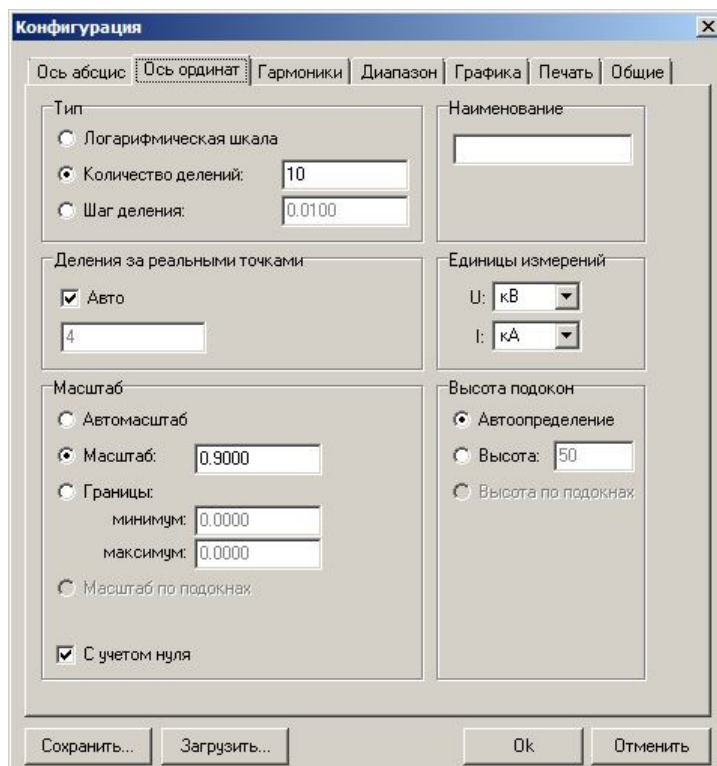 Конфигурация
Ось абсцис Ось ординат Гармоники Диапазон Графика Печать Общие
Тип
Логарифмическая шкала
Количество делений: 10
Шаг деления: 0.0100
Наименование
Деления за реальными точками
Авто
4
Единицы измерений
U: кВ
I: кА
Масштаб
Автомасштаб
Масштаб: 0.9000
Границы:
минимум: 0.0000
максимум: 0.0000
Масштаб по подокнах
С учетом нуля
Высота подокон
Автоопределение
Высота: 50
Высота по подокнах
Сохранить... Загрузить... Ok Отменить